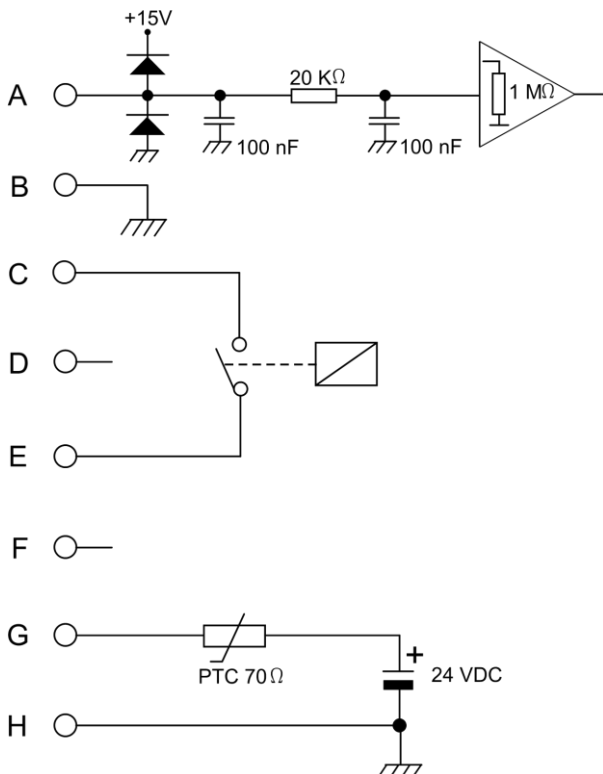 +15V
A
20 KΩ
1 MΩ
100 nF
100 nF
B
C
D
E
F
G
PTC 70Ω
+
24 VDC
H